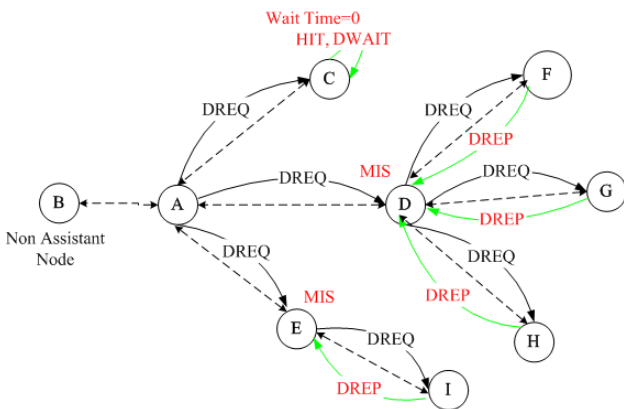 Wait Time=0
HIT, DWAIT
C
F
DREQ
DREQ
DREP
MIS
DREQ
DREQ
G
B
A
D
DREP
Non Assistant
Node
DREQ
DREQ
MIS
DREP
E
H
DREQ
DREP
I